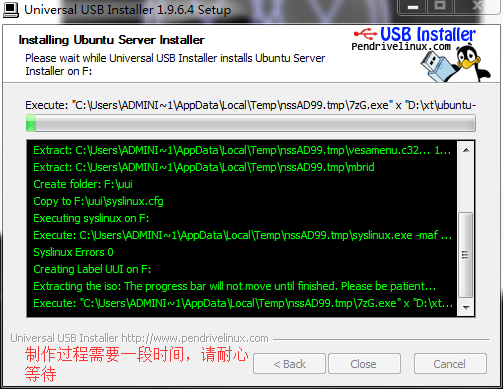 Universal USB Installer 1.9.6.4 Setup
Installing Ubuntu Server Installer
Please wait while Universal USB Installer installs Ubuntu Server
Installer on F:
USB Installer
Pendrivelinux.com
Execute: "C:\Users\ADMINI~1\AppData\Local\Temp\nssAD99.tmp\7zG.exe" x "D:\xt\ubuntu-
Extract: C:\Users\ADMINI~1\AppData\Local\Temp\nssAD99.tmp\vesamenu.c32... 1...
Extract: C:\Users\ADMINI~1\AppData\Local\Temp\nssAD99.tmp\mbrid
Create folder: F:\uui
Copy to F:\uui\syslinux.cfg
Executing syslinux on F:
Execute: C:\Users\ADMINI~1\AppData\Local\Temp\nssAD99.tmp\syslinux.exe -maf ...
Syslinux Errors 0
Creating Label UUI on F:
Extracting the iso: The progress bar will not move until finished. Please be patient...
Execute: "C:\Users\ADMINI~1\AppData\Local\Temp\nssAD99.tmp\7zG.exe" x "D:\xt...
Universal USB Installer http://www.pendrivelinux.com
制作过程需要一段时间，请耐心
等待
< Back
Close
Cancel